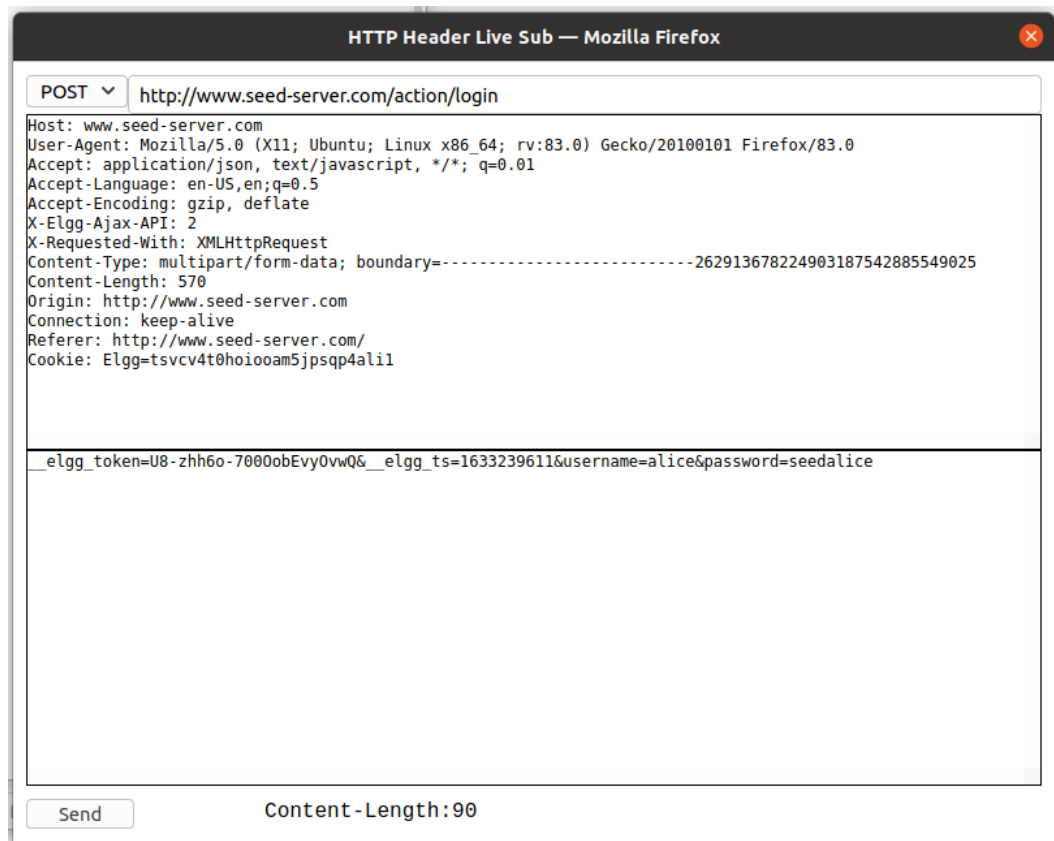 HTTP Header Live Sub — Mozilla Firefox
POST http://www.seed-server.com/action/login
Host: www.seed-server.com
User-Agent: Mozilla/5.0 (X11; Ubuntu; Linux x86_64; rv:83.0) Gecko/20100101 Firefox/83.0
Accept: application/json, text/javascript, */*; q=0.01
Accept-Language: en-US,en;q=0.5
Accept-Encoding: gzip, deflate
X-Elgg-Ajax-API: 2
X-Requested-With: XMLHttpRequest
Content-Type: multipart/form-data; boundary=---------------------------262913678224903187542885549025
Content-Length: 570
Origin: http://www.seed-server.com
Connection: keep-alive
Referer: http://www.seed-server.com/
Cookie: Elgg=tsvcv4t0hoiooam5jpsqp4ali1
__elgg_token=U8-zhh6o-700OobEvyOvwQ&__elgg_ts=1633239611&username=alice&password=seedalice
Send Content-Length:90